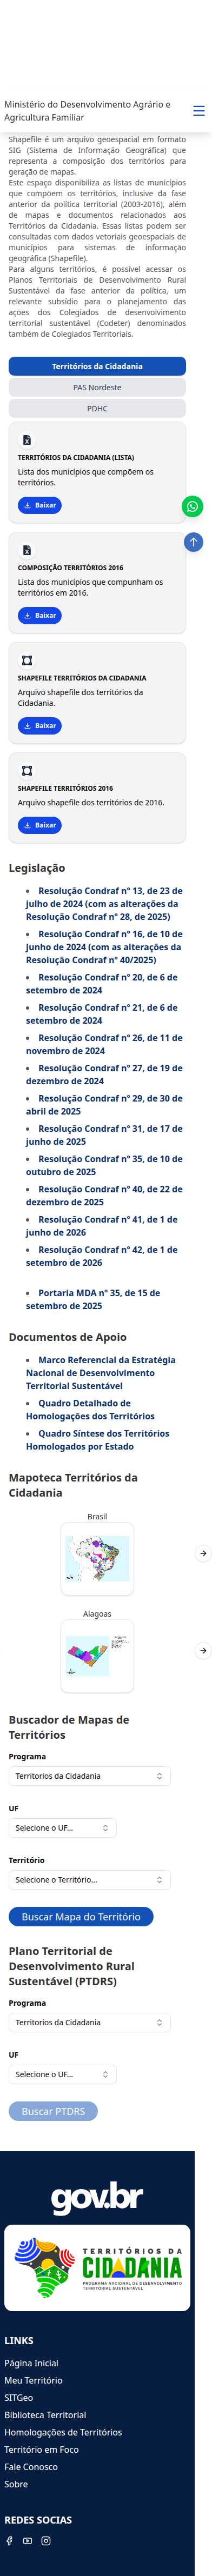 Ministério do Desenvolvimento Agrário e
Agricultura Familiar
Shapefile é um arquivo geoespacial em formato
SIG (Sistema de Informação Geográfica) que
representa a composição dos territórios para
geração de mapas.
Este espaço disponibiliza as listas de municípios
que compõem os territórios, inclusive da fase
anterior da política territorial (2003-2016), além
de mapas e documentos relacionados aos
Territórios da Cidadania. Essas listas podem ser
consultadas com dados vetoriais geoespaciais de
municípios para sistemas de informação
geográfica (Shapefile).
Para alguns territórios, é possível acessar os
Planos Territoriais de Desenvolvimento Rural
Sustentável da fase anterior da política, um
relevante subsídio para o planejamento das
ações dos Colegiados de desenvolvimento
territorial sustentável (Codeter) denominados
também de Colegiados Territoriais.
Territórios da Cidadania
PAS Nordeste
PDHC
TERRITÓRIOS DA CIDADANIA (LISTA)
Lista dos municípios que compõem os
territórios.
Baixar
COMPOSIÇÃO TERRITÓRIOS 2016
Lista dos municípios que compunham os
territórios em 2016.
Baixar
SHAPEFILE TERRITÓRIOS DA CIDADANIA
Arquivo shapefile dos territórios da
Cidadania.
Baixar
SHAPEFILE TERRITÓRIOS 2016
Arquivo shapefile dos territórios de 2016.
Baixar
Legislação
• Resolução Condraf nº 13, de 23 de
julho de 2024 (com as alterações da
Resolução Condraf nº 28, de 2025)
• Resolução Condraf nº 16, de 10 de
junho de 2024 (com as alterações da
Resolução Condraf nº 40/2025)
• Resolução Condraf nº 20, de 6 de
setembro de 2024
• Resolução Condraf nº 21, de 6 de
setembro de 2024
• Resolução Condraf nº 26, de 11 de
novembro de 2024
• Resolução Condraf nº 27, de 19 de
dezembro de 2024
• Resolução Condraf nº 29, de 30 de
abril de 2025
• Resolução Condraf nº 31, de 17 de
junho de 2025
• Resolução Condraf nº 35, de 10 de
outubro de 2025
• Resolução Condraf nº 40, de 22 de
dezembro de 2025
• Resolução Condraf nº 41, de 1 de
junho de 2026
• Resolução Condraf nº 42, de 1 de
setembro de 2026
• Portaria MDA n° 35, de 15 de
setembro de 2025
Documentos de Apoio
• Marco Referencial da Estratégia
Nacional de Desenvolvimento
Territorial Sustentável
• Quadro Detalhado de
Homologações dos Territórios
• Quadro Síntese dos Territórios
Homologados por Estado
Mapoteca Territórios da
Cidadania
Brasil
Alagoas
Buscador de Mapas de
Territórios
Programa
Territorios da Cidadania
UF
Selecione o UF...
Território
Selecione o Território...
Buscar Mapa do Território
Plano Territorial de
Desenvolvimento Rural
Sustentável (PTDRS)
Programa
Territorios da Cidadania
UF
Selecione o UF...
Buscar PTDRS
gov.br
TERRITÓRIOS DA
CIDADANIA
PROGRAMA NACIONAL DE DESENVOLVIMENTO
TERRITORIAL SUSTENTÁVEL
LINKS
Página Inicial
Meu Território
SITGeo
Biblioteca Territorial
Homologações de Territórios
Território em Foco
Fale Conosco
Sobre
REDES SOCIAS